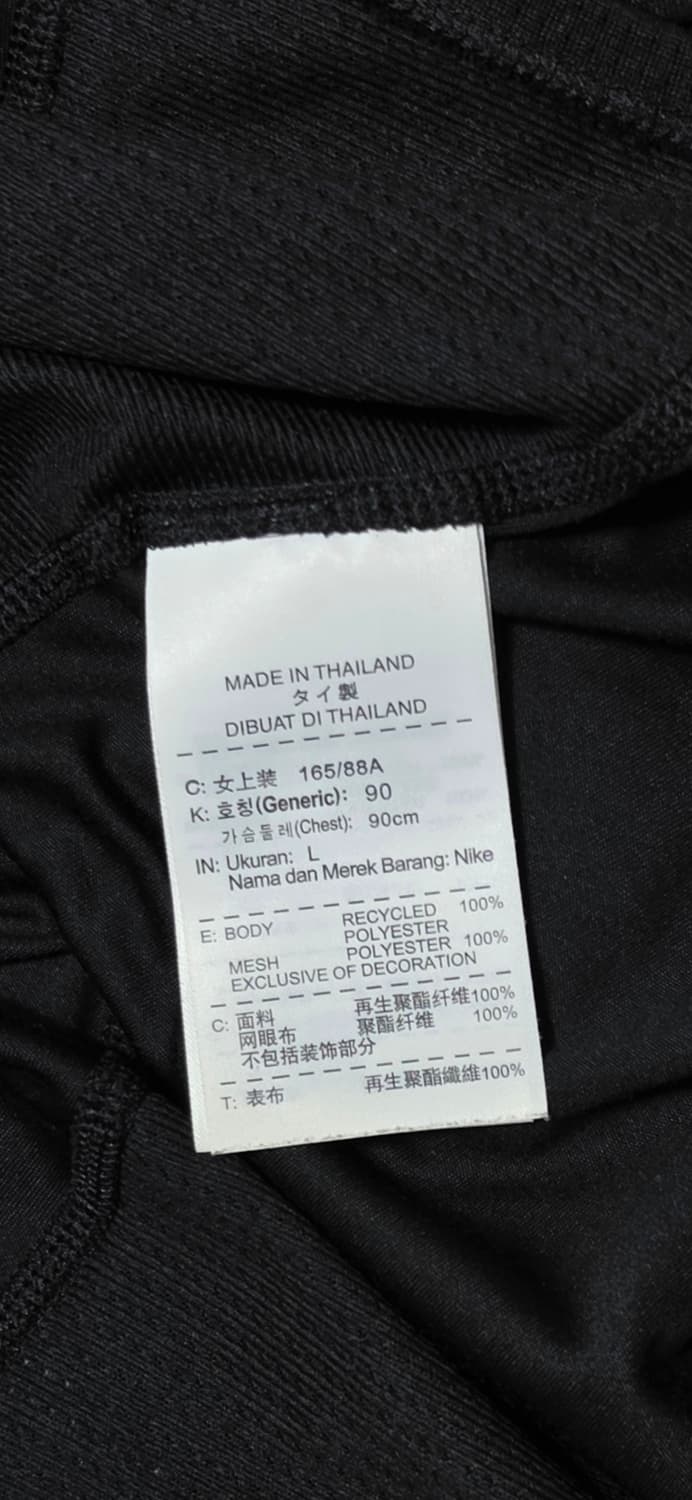 MADE IN THAILAND
タイ製
DIBUAT DI THAILAND
C: 女上装 165/88A
K: 호칭(Generic): 90
가슴둘레(Chest): 90cm
IN: Ukuran: L
Nama dan Merek Barang: Nike
E: BODY RECYCLED 100%
POLYESTER
MESH POLYESTER 100%
EXCLUSIVE OF DECORATION
C: 面料 再生聚酯纤维100%
网眼布 聚酯纤维 100%
不包括装饰部分
T: 表布 再生聚酯纖維100%